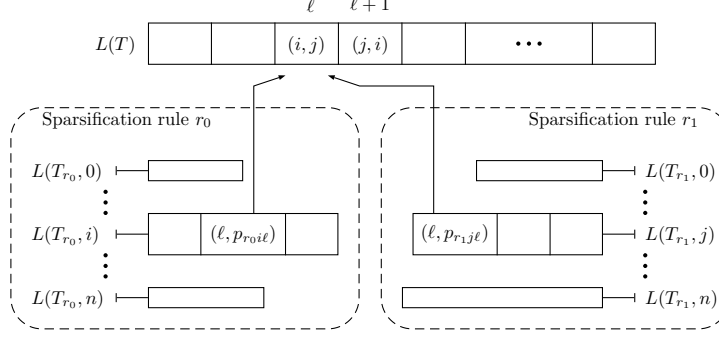 ℓ ℓ + 1
L(T) (i, j) (j, i) •••
Sparsification rule r₀ Sparsification rule r₁
L(T_{r₀}, 0) L(T_{r₁}, 0)
⋮ ⋮
L(T_{r₀}, i) (ℓ, p_{r₀iℓ}) (ℓ, p_{r₁jℓ}) L(T_{r₁}, j)
⋮ ⋮
L(T_{r₀}, n) L(T_{r₁}, n)